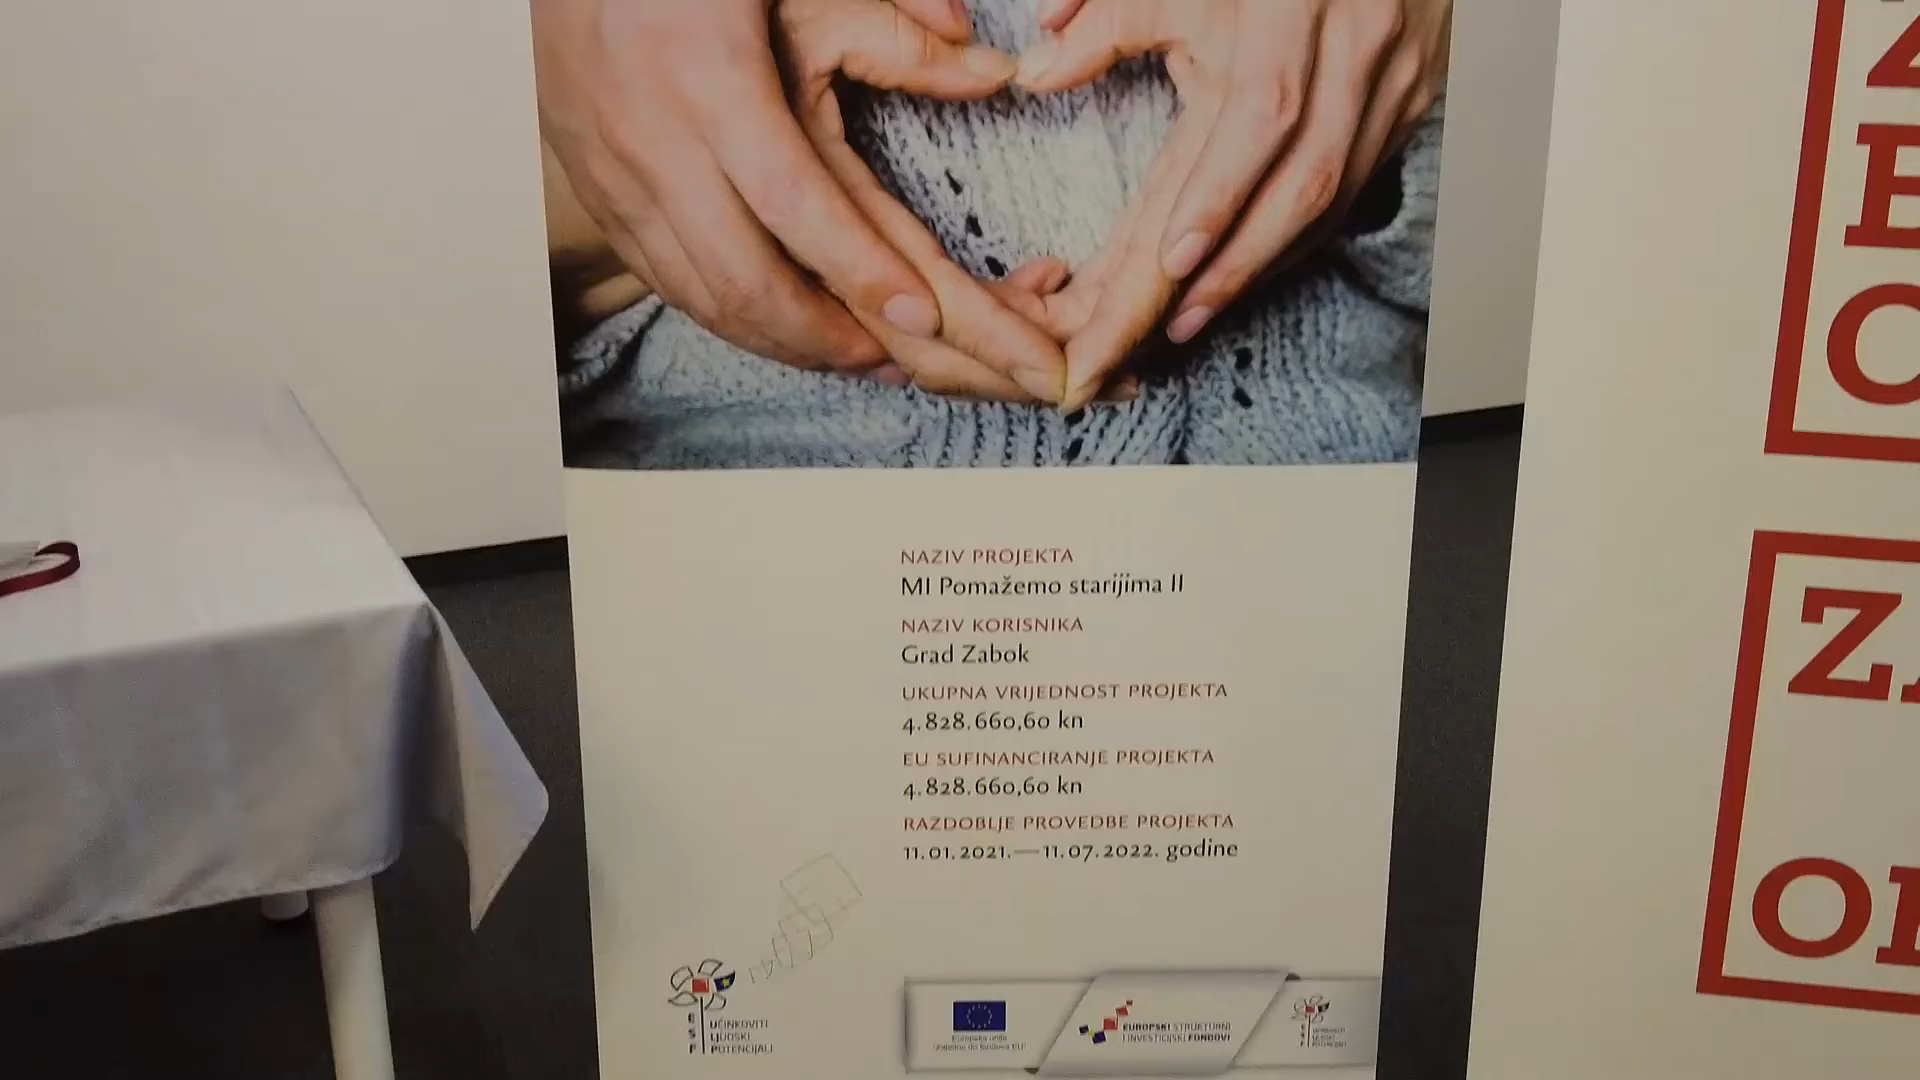 NAZIV PROJEKTA
MI Pomažemo starijima II
NAZIV KORISNIKA
Grad Zabok
UKUPNA VRIJEDNOST PROJEKTA
4.828.660,60 kn
EU SUFINANCIRANJE PROJEKTA
4.828.660,60 kn
RAZDOBLJE PROVEDBE PROJEKTA
11.01.2021.—11.07.2022. godine
ESF
UČINKOVITI
LJUDSKI
POTENCIJALI
Europska unija
"Zajedno do fondova EU"
EUROPSKI STRUKTURNI
I INVESTICIJSKI FONDOVI